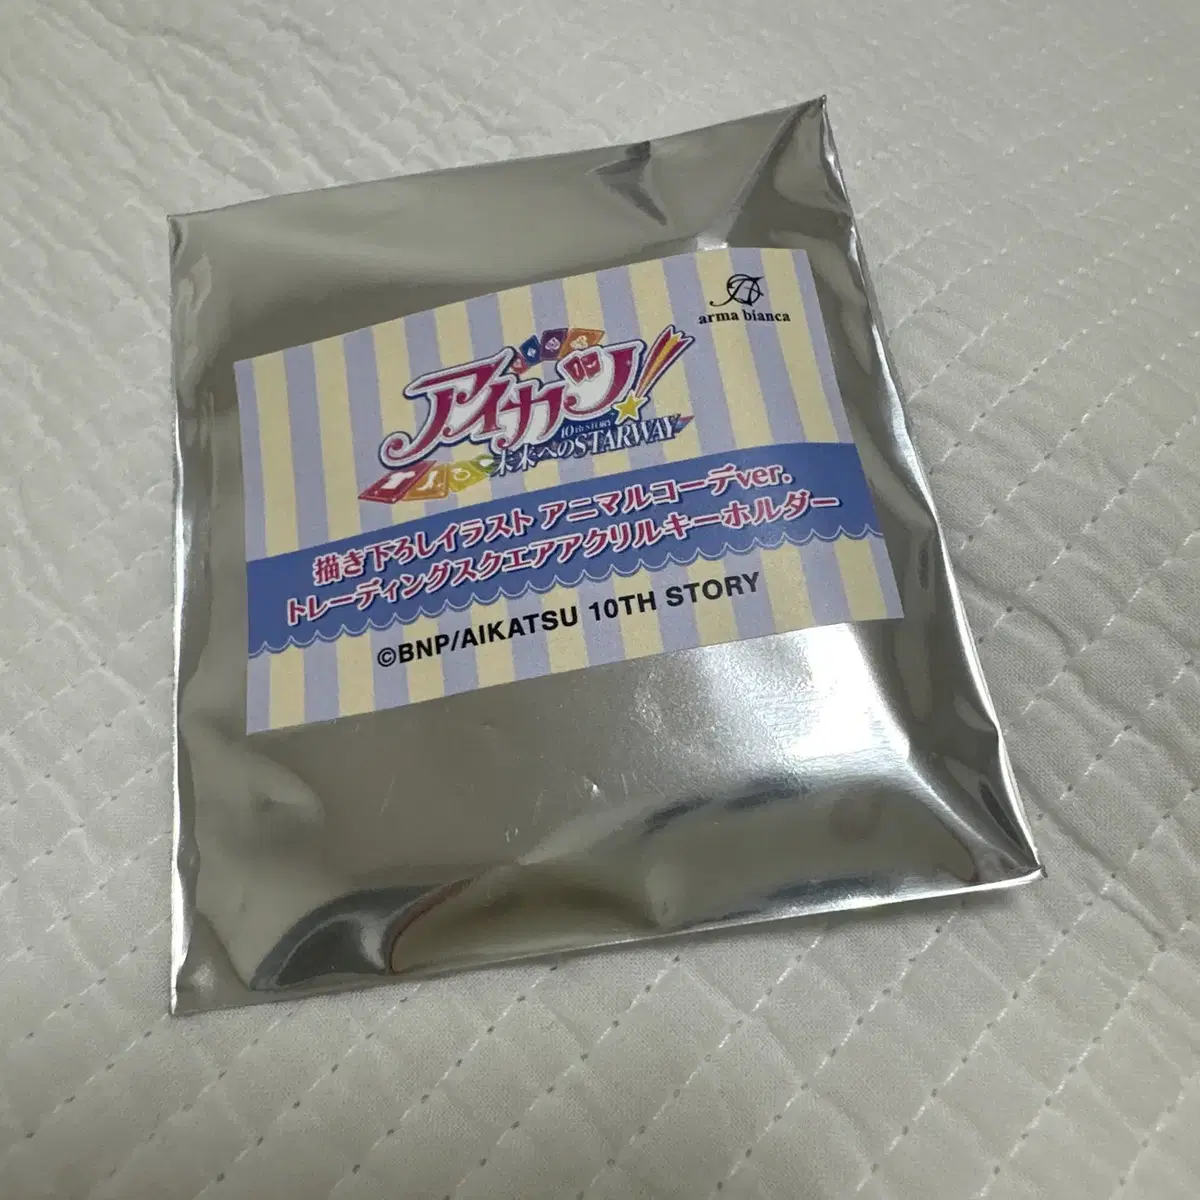 arma bianca
アイカツ!
10th STORY
未来へのSTARWAY
描き下ろしイラスト アニマルコーデver.
トレーディングスクエアアクリルキーホルダー
©BNP/AIKATSU 10TH STORY